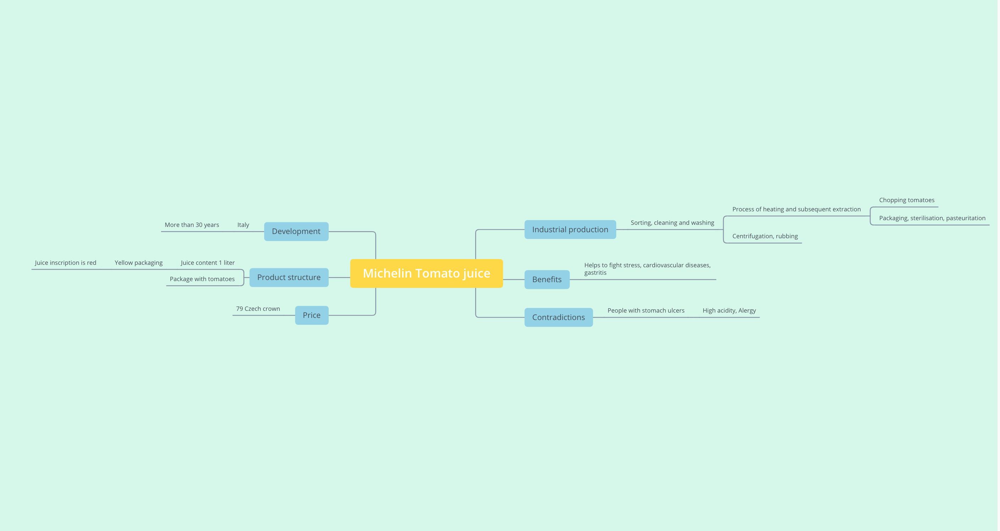 Michelin Tomato juice
Development
Italy
More than 30 years
Product structure
Juice content 1 liter
Yellow packaging
Juice inscription is red
Package with tomatoes
Price
79 Czech crown
Industrial production
Sorting, cleaning and washing
Process of heating and subsequent extraction
Chopping tomatoes
Packaging, sterilisation, pasteuritation
Centrifugation, rubbing
Benefits
Helps to fight stress, cardiovascular diseases,
gastritis
Contradictions
People with stomach ulcers
High acidity, Alergy